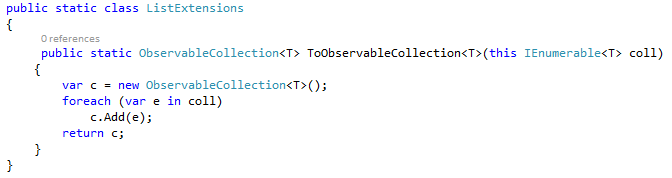 public static class ListExtensions
{
0 references
public static ObservableCollection<T> ToObservableCollection<T>(this IEnumerable<T> coll)
{
var c = new ObservableCollection<T>();
foreach (var e in coll)
c.Add(e);
return c;
}
}